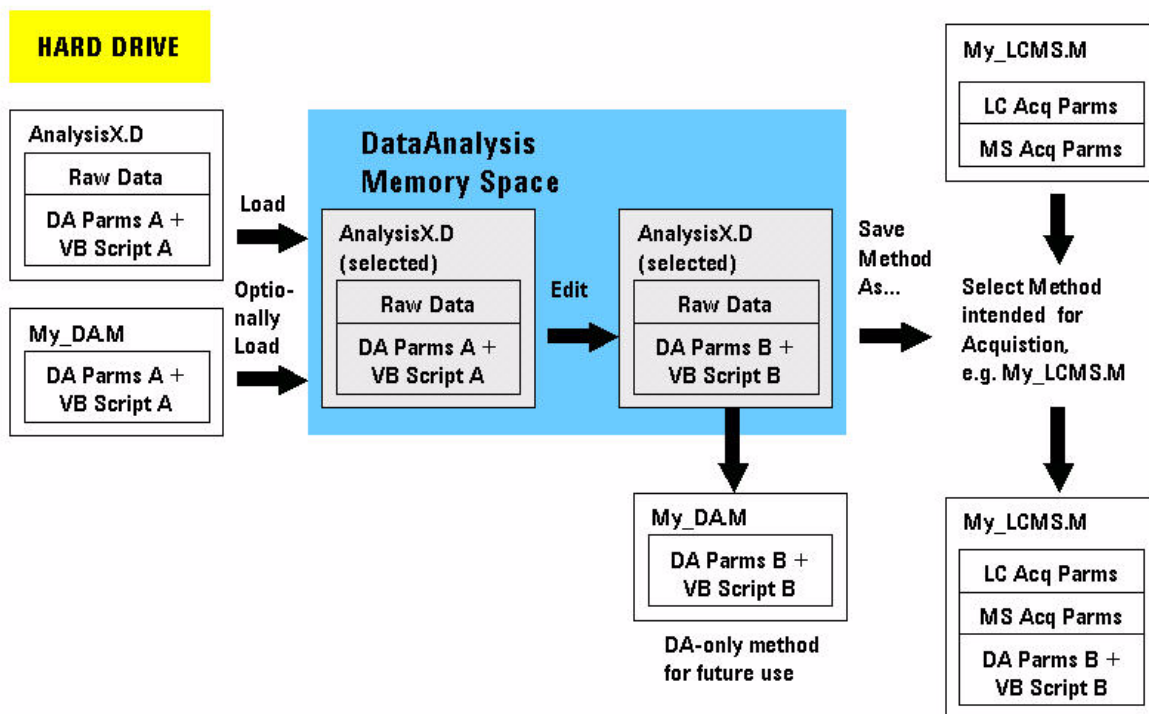 HARD DRIVE
AnalysisX.D
Raw Data
DA Parms A +
VB Script A
My_DA.M
DA Parms A +
VB Script A
Load
Optio-
nally
Load
DataAnalysis
Memory Space
AnalysisX.D
(selected)
Raw Data
DA Parms A +
VB Script A
Edit
AnalysisX.D
(selected)
Raw Data
DA Parms B +
VB Script B
My_DA.M
DA Parms B +
VB Script B
DA-only method
for future use
Save
Method
As...
My_LCMS.M
LC Acq Parms
MS Acq Parms
Select Method
intended for
Acquistion,
e.g. My_LCMS.M
My_LCMS.M
LC Acq Parms
MS Acq Parms
DA Parms B +
VB Script B